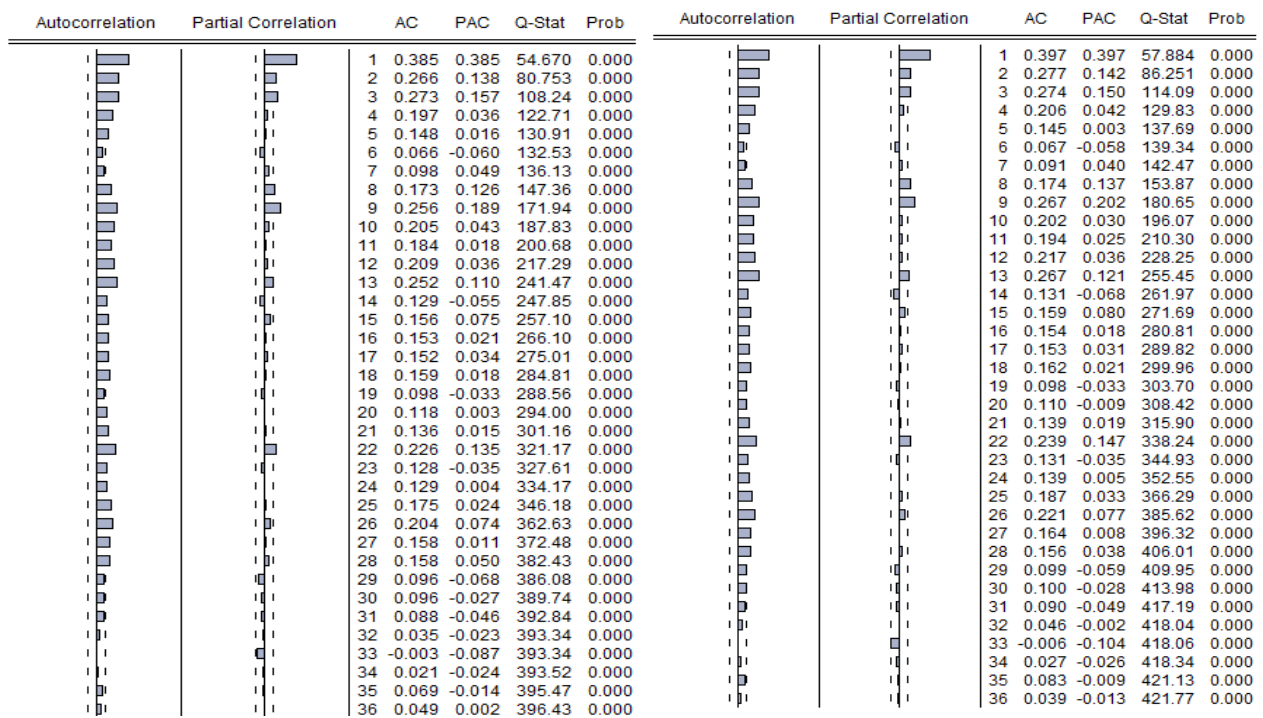 Autocorrelation Partial Correlation AC PAC Q-Stat Prob
1 0.385 0.385 54.670 0.000
2 0.266 0.138 80.753 0.000
3 0.273 0.157 108.24 0.000
4 0.197 0.036 122.71 0.000
5 0.148 0.016 130.91 0.000
6 0.066 -0.060 132.53 0.000
7 0.098 0.049 136.13 0.000
8 0.173 0.126 147.36 0.000
9 0.256 0.189 171.94 0.000
10 0.205 0.043 187.83 0.000
11 0.184 0.018 200.68 0.000
12 0.209 0.036 217.29 0.000
13 0.252 0.110 241.47 0.000
14 0.129 -0.055 247.85 0.000
15 0.156 0.075 257.10 0.000
16 0.153 0.021 266.10 0.000
17 0.152 0.034 275.01 0.000
18 0.159 0.018 284.81 0.000
19 0.098 -0.033 288.56 0.000
20 0.118 0.003 294.00 0.000
21 0.136 0.015 301.16 0.000
22 0.226 0.135 321.17 0.000
23 0.128 -0.035 327.61 0.000
24 0.129 0.004 334.17 0.000
25 0.175 0.024 346.18 0.000
26 0.204 0.074 362.63 0.000
27 0.158 0.011 372.48 0.000
28 0.158 0.050 382.43 0.000
29 0.096 -0.068 386.08 0.000
30 0.096 -0.027 389.74 0.000
31 0.088 -0.046 392.84 0.000
32 0.035 -0.023 393.34 0.000
33 -0.003 -0.087 393.34 0.000
34 0.021 -0.024 393.52 0.000
35 0.069 -0.014 395.47 0.000
36 0.049 0.002 396.43 0.000
Autocorrelation Partial Correlation AC PAC Q-Stat Prob
1 0.397 0.397 57.884 0.000
2 0.277 0.142 86.251 0.000
3 0.274 0.150 114.09 0.000
4 0.206 0.042 129.83 0.000
5 0.145 0.003 137.69 0.000
6 0.067 -0.058 139.34 0.000
7 0.091 0.040 142.47 0.000
8 0.174 0.137 153.87 0.000
9 0.267 0.202 180.65 0.000
10 0.202 0.030 196.07 0.000
11 0.194 0.025 210.30 0.000
12 0.217 0.036 228.25 0.000
13 0.267 0.121 255.45 0.000
14 0.131 -0.068 261.97 0.000
15 0.159 0.080 271.69 0.000
16 0.154 0.018 280.81 0.000
17 0.153 0.031 289.82 0.000
18 0.162 0.021 299.96 0.000
19 0.098 -0.033 303.70 0.000
20 0.110 -0.009 308.42 0.000
21 0.139 0.019 315.90 0.000
22 0.239 0.147 338.24 0.000
23 0.131 -0.035 344.93 0.000
24 0.139 0.005 352.55 0.000
25 0.187 0.033 366.29 0.000
26 0.221 0.077 385.62 0.000
27 0.164 0.008 396.32 0.000
28 0.156 0.038 406.01 0.000
29 0.099 -0.059 409.95 0.000
30 0.100 -0.028 413.98 0.000
31 0.090 -0.049 417.19 0.000
32 0.046 -0.002 418.04 0.000
33 -0.006 -0.104 418.06 0.000
34 0.027 -0.026 418.34 0.000
35 0.083 -0.009 421.13 0.000
36 0.039 -0.013 421.77 0.000